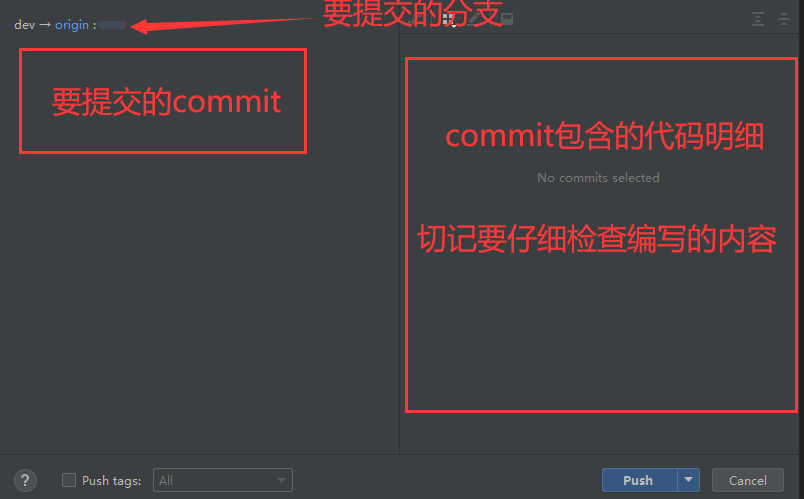 要提交的分支
dev → origin :
要提交的commit
commit包含的代码明细
No commits selected
切记要仔细检查编写的内容
? Push tags: All Push Cancel